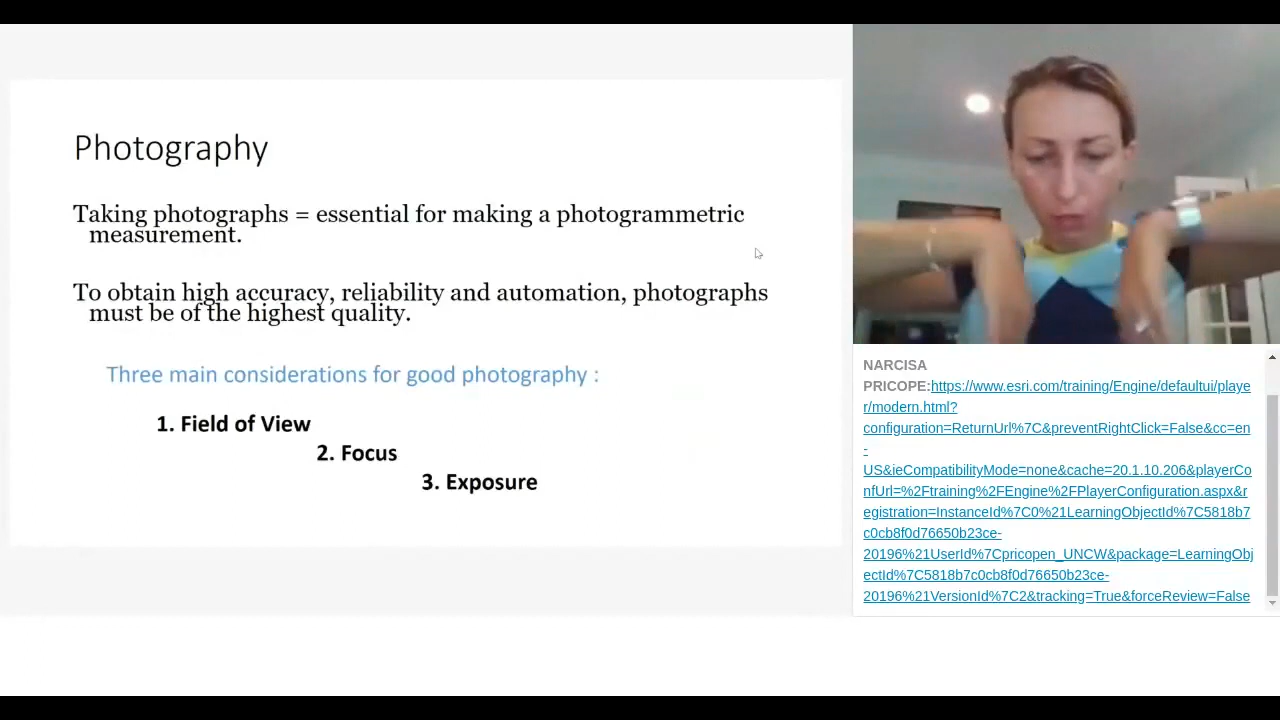 Photography
Taking photographs = essential for making a photogrammetric
measurement.
To obtain high accuracy, reliability and automation, photographs
must be of the highest quality.
Three main considerations for good photography :
1. Field of View
2. Focus
3. Exposure
NARCISA
PRICOPE:https://www.esri.com/training/Engine/defaultui/playe
r/modern.html?
configuration=ReturnUrl%7C&preventRightClick=False&cc=en
-
US&ieCompatibilityMode=none&cache=20.1.10.206&playerCo
nfUrl=%2Ftraining%2FEngine%2FPlayerConfiguration.aspx&r
egistration=InstanceId%7C0%21LearningObjectId%7C5818b7
c0cb8f0d76650b23ce-
20196%21UserId%7Cpricopen_UNCW&package=LearningObj
ectId%7C5818b7c0cb8f0d76650b23ce-
20196%21VersionId%7C2&tracking=True&forceReview=False